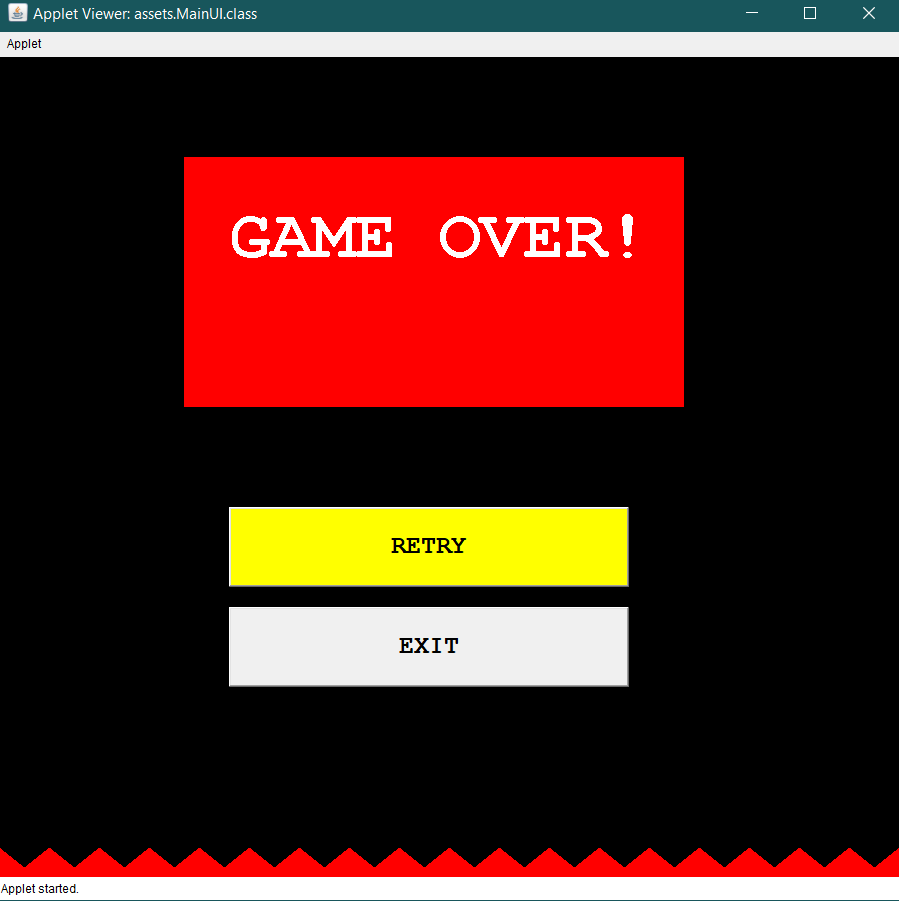 Applet Viewer: assets.MainUI.class
Applet
GAME OVER!
RETRY
EXIT
Applet started.